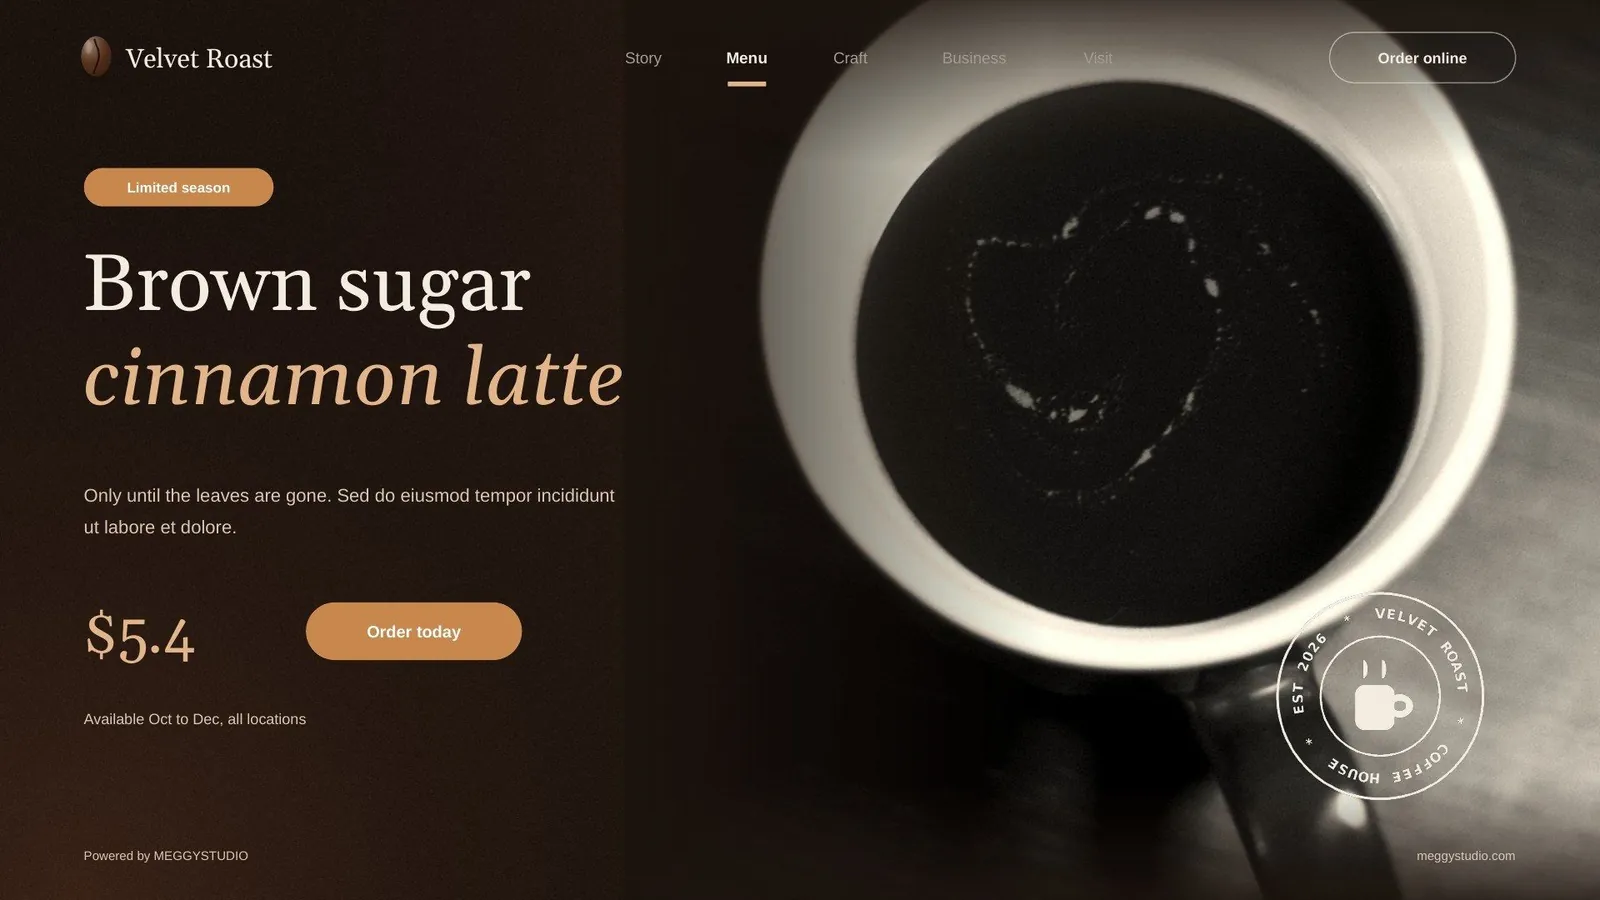 Velvet Roast
Story
Menu
Craft
Business
Visit
Order online
Limited season
Brown sugar
cinnamon latte
Only until the leaves are gone. Sed do eiusmod tempor incididunt
ut labore et dolore.
$5.4
Order today
Available Oct to Dec, all locations
VELVET ROAST * COFFEE HOUSE * EST 2026 *
Powered by MEGGYSTUDIO
meggystudio.com